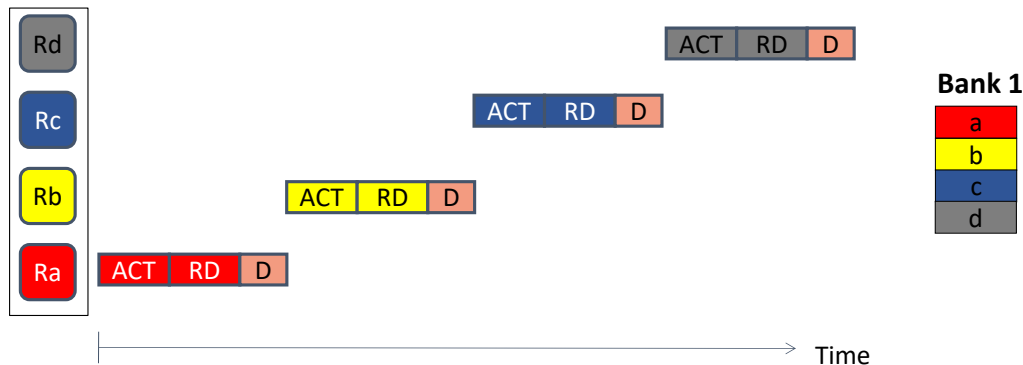 Rd
ACT RD D
Rc
ACT RD D
Rb
ACT RD D
Ra
ACT RD D
Time
Bank 1
a
b
c
d